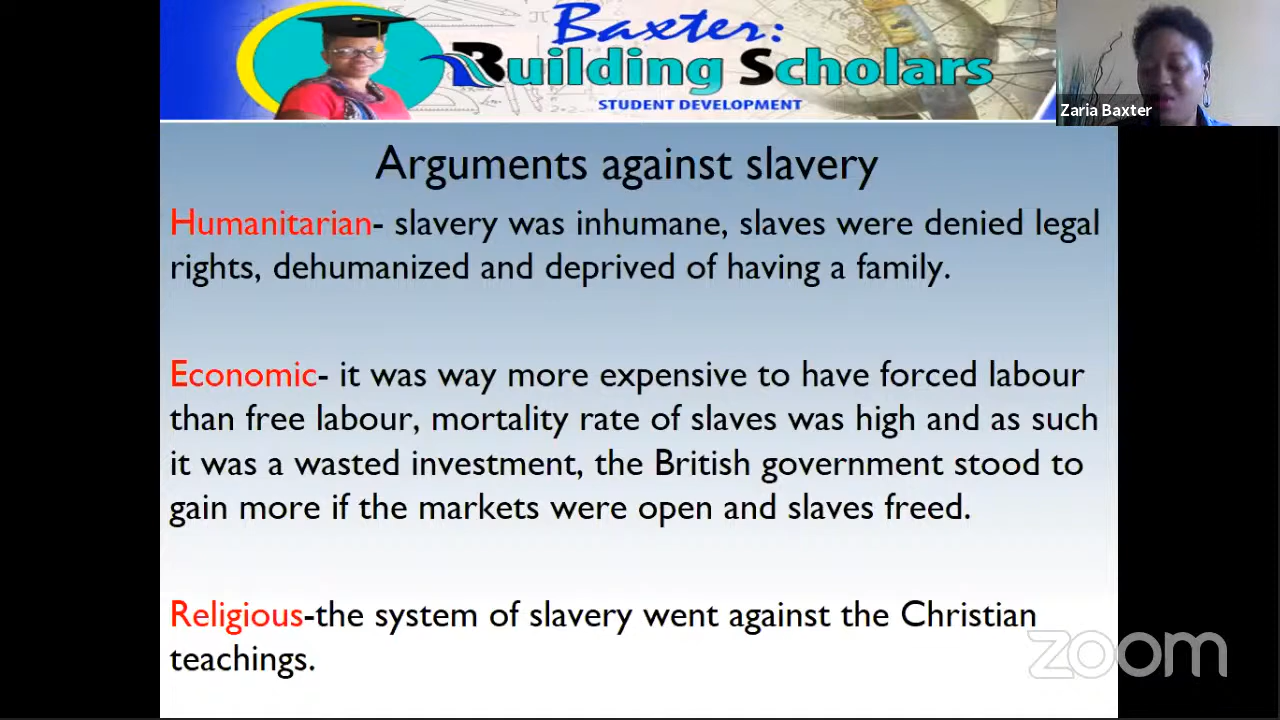 Baxter:
Building Scholars
STUDENT DEVELOPMENT
Zaria Baxter
Arguments against slavery
Humanitarian- slavery was inhumane, slaves were denied legal
rights, dehumanized and deprived of having a family.
Economic- it was way more expensive to have forced labour
than free labour, mortality rate of slaves was high and as such
it was a wasted investment, the British government stood to
gain more if the markets were open and slaves freed.
Religious-the system of slavery went against the Christian
teachings.
zoom